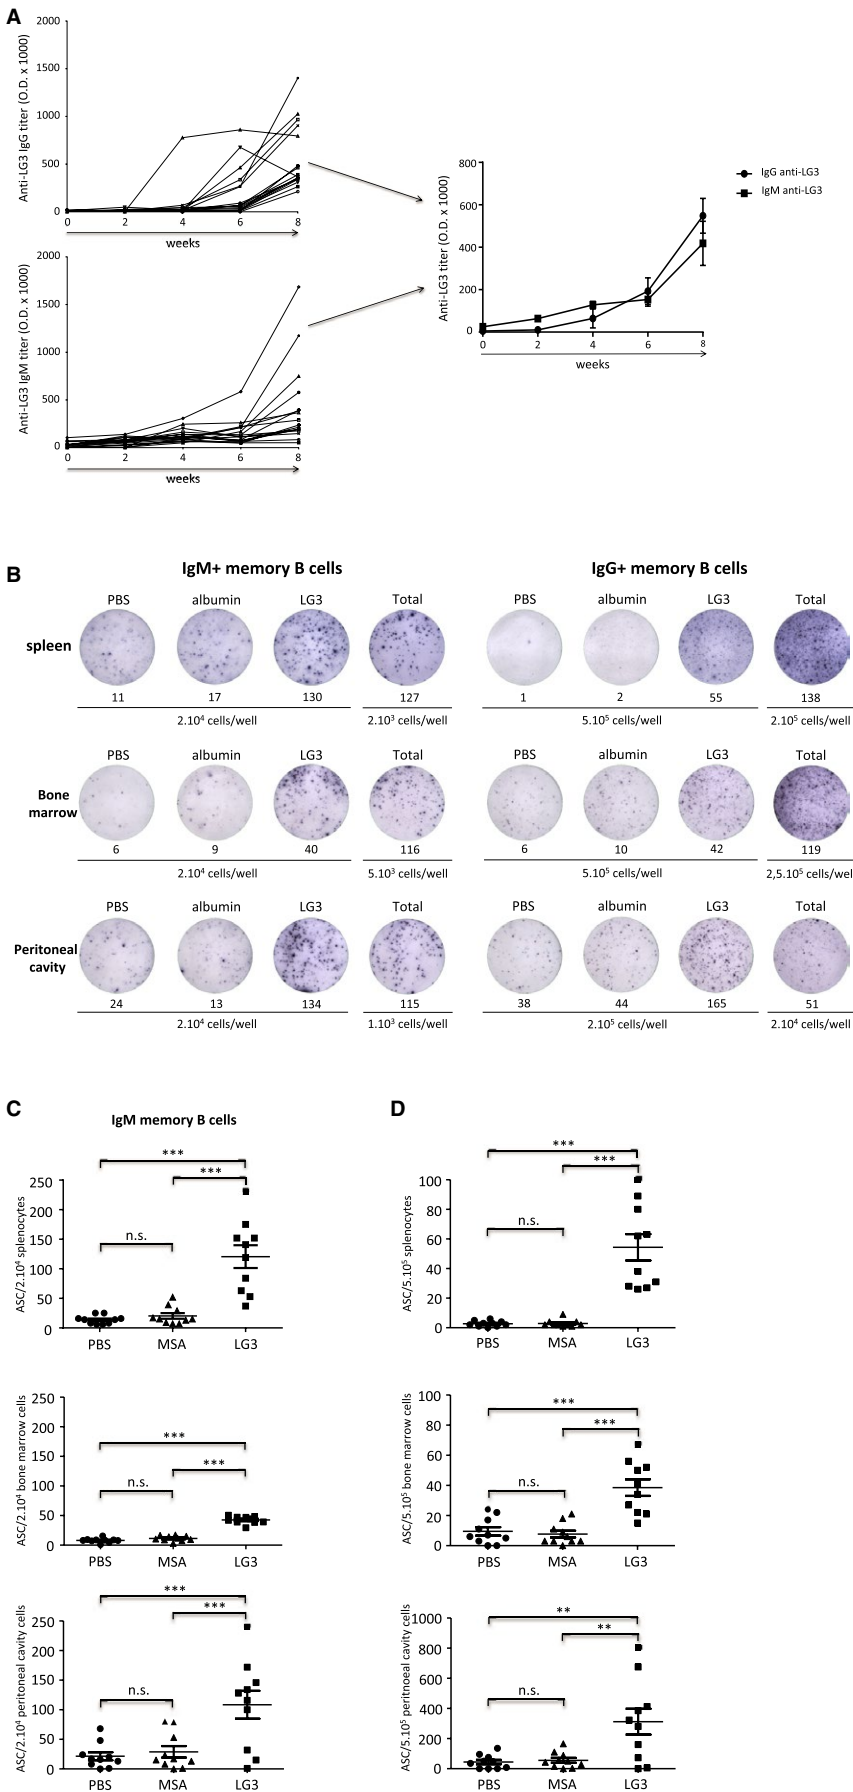 A
2000
1500
1000
500
0
Anti-LG3 IgG titer (O.D. x 1000)
0 2 4 6 8
weeks
2000
1500
1000
500
0
Anti-LG3 IgM titer (O.D. x 1000)
0 2 4 6 8
weeks
800
600
400
200
0
Anti-LG3 titer (O.D. x 1000)
0 2 4 6 8
weeks
IgG anti-LG3
IgM anti-LG3
B
IgM+ memory B cells IgG+ memory B cells
PBS albumin LG3 Total PBS albumin LG3 Total
spleen
11 17 130 127 1 2 55 138
2.10⁴ cells/well 2.10³ cells/well 5.10⁵ cells/well 2.10⁵ cells/well
PBS albumin LG3 Total PBS albumin LG3 Total
Bone
marrow
6 9 40 116 6 10 42 119
2.10⁴ cells/well 5.10³ cells/well 5.10⁵ cells/well 2,5.10⁵ cells/well
PBS albumin LG3 Total PBS albumin LG3 Total
Peritoneal
cavity
24 13 134 115 38 44 165 51
2.10⁴ cells/well 1.10³ cells/well 2.10⁵ cells/well 2.10⁴ cells/well
C
IgM memory B cells
***
***
n.s.
250
200
150
100
50
0
ASC/2.10⁴ splenocytes
PBS MSA LG3
***
***
n.s.
250
200
150
100
50
0
ASC/2.10⁴ bone marrow cells
PBS MSA LG3
***
***
n.s.
250
200
150
100
50
0
ASC/2.10⁴ peritoneal cavity cells
PBS MSA LG3
D
***
***
n.s.
100
80
60
40
20
0
ASC/5.10⁵ splenocytes
PBS MSA LG3
***
***
n.s.
100
80
60
40
20
0
ASC/5.10⁵ bone marrow cells
PBS MSA LG3
**
**
n.s.
1000
800
600
400
200
0
ASC/5.10⁵ peritnoeal cavity cells
PBS MSA LG3